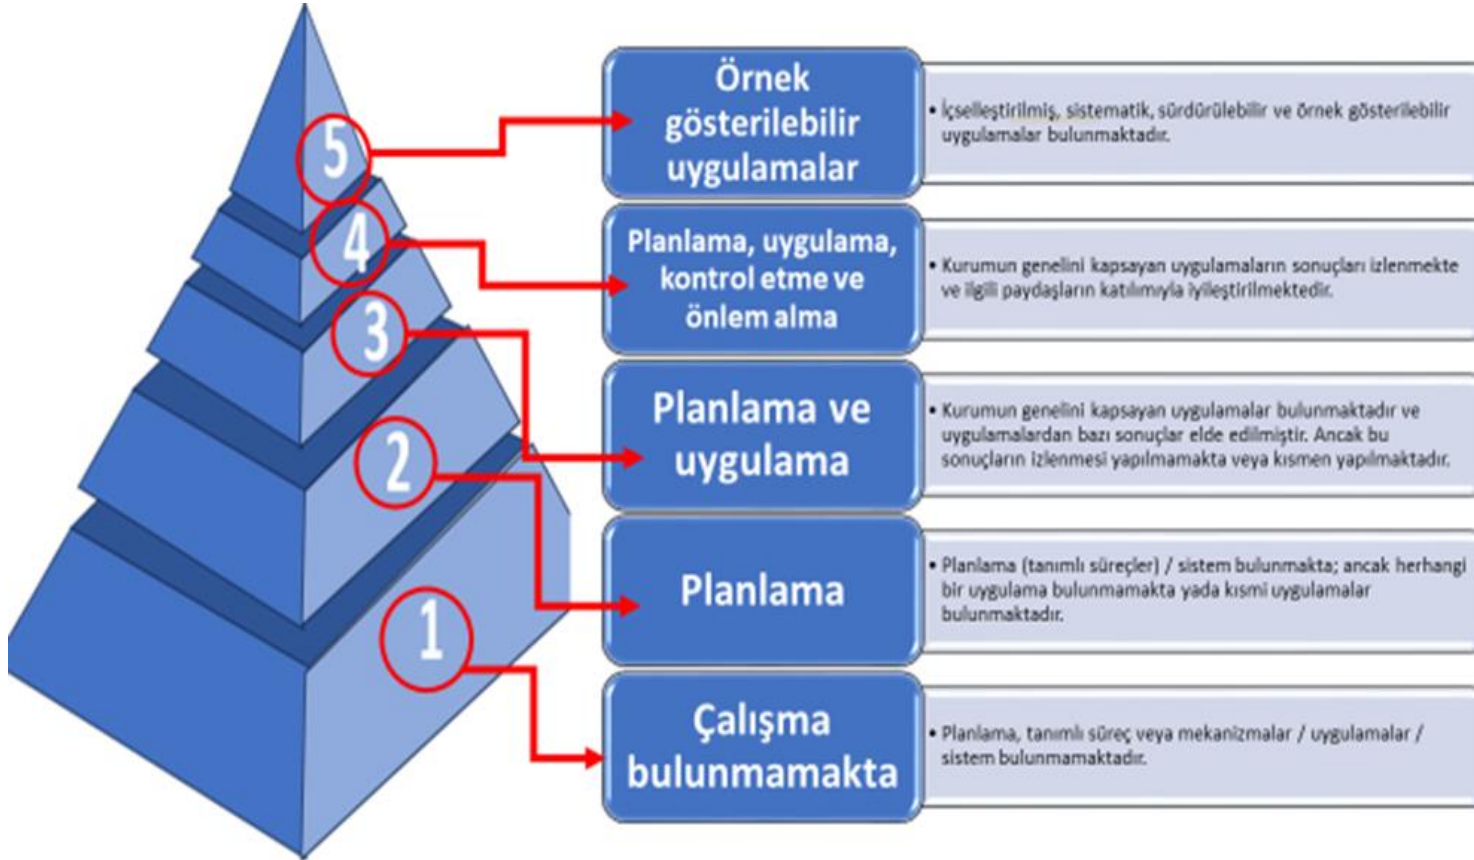 5
Örnek
gösterilebilir
uygulamalar
• İçselleştirilmiş, sistematik, sürdürülebilir ve örnek gösterilebilir
uygulamalar bulunmaktadır.
4
Planlama, uygulama,
kontrol etme ve
önlem alma
• Kurumun genelini kapsayan uygulamaların sonuçları izlenmekte
ve ilgili paydaşların katılımıyla iyileştirilmektedir.
3
Planlama ve
uygulama
• Kurumun genelini kapsayan uygulamalar bulunmaktadır ve
uygulamalardan bazı sonuçlar elde edilmiştir. Ancak bu
sonuçların izlenmesi yapılmamakta veya kısmen yapılmaktadır.
2
Planlama
• Planlama (tanımlı süreçler) / sistem bulunmakta; ancak herhangi
bir uygulama bulunmamakta yada kısmi uygulamalar
bulunmaktadır.
1
Çalışma
bulunmamakta
• Planlama, tanımlı süreç veya mekanizmalar / uygulamalar /
sistem bulunmamaktadır.